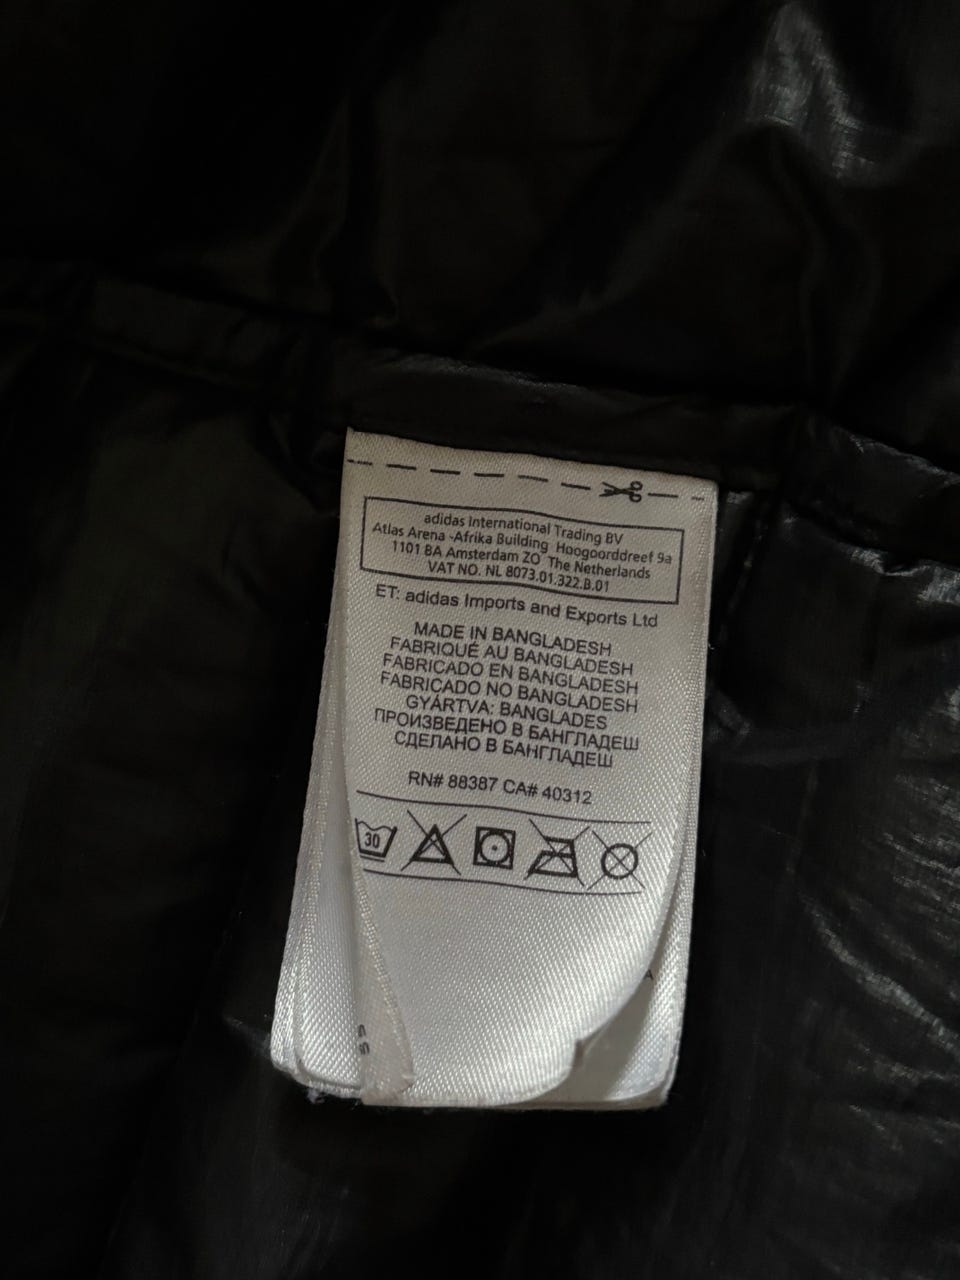 adidas International Trading BV
Atlas Arena -Afrika Building Hoogoorddreef 9a
1101 BA Amsterdam ZO The Netherlands
VAT NO. NL 8073.01.322.B.01
ET: adidas Imports and Exports Ltd
MADE IN BANGLADESH
FABRIQUÉ AU BANGLADESH
FABRICADO EN BANGLADESH
FABRICADO NO BANGLADESH
GYÁRTVA: BANGLADES
ПРОИЗВЕДЕНО В БАНГЛАДЕШ
СДЕЛАНО В БАНГЛАДЕШ
RN# 88387 CA# 40312
30